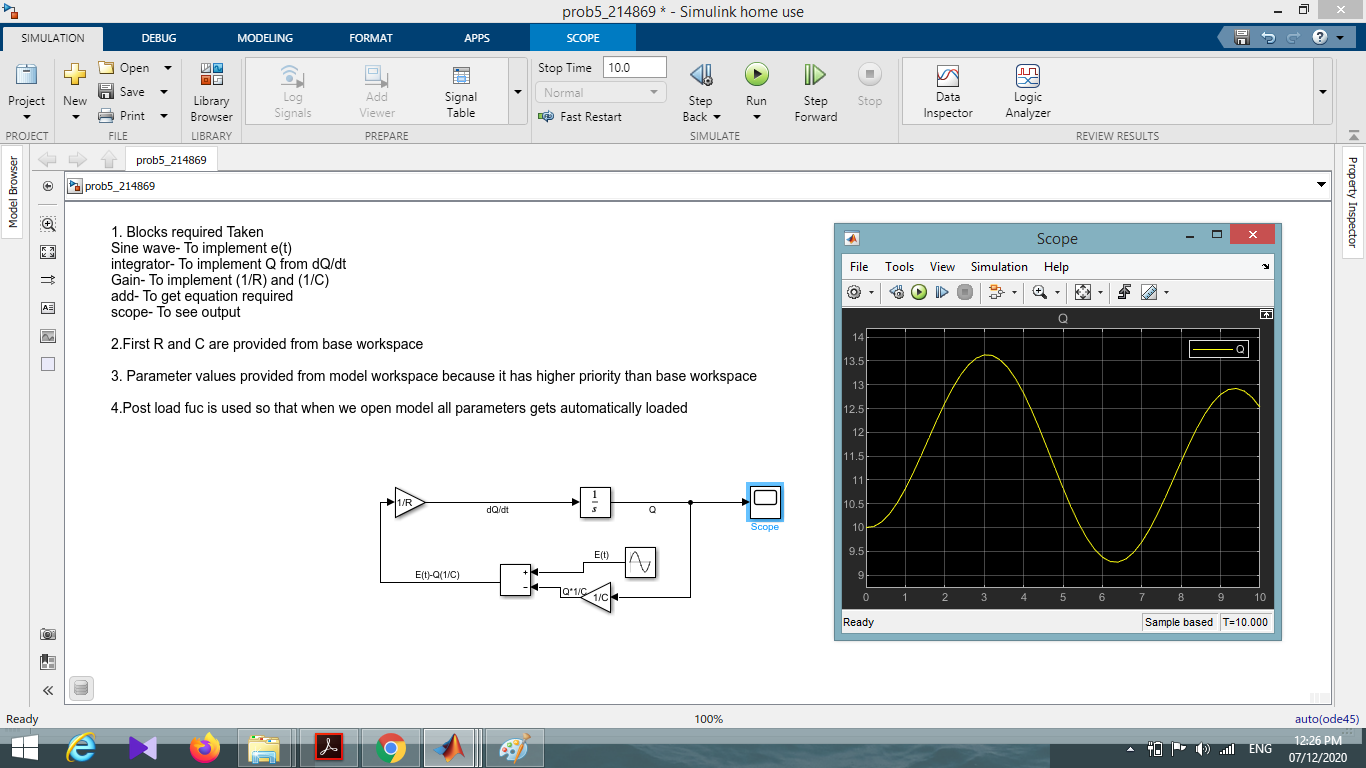 prob5_214869 * - Simulink home use
SIMULATION DEBUG MODELING FORMAT APPS SCOPE
Project
New
Open
Save
Print
Library Browser
Log Signals
Add Viewer
Signal Table
Stop Time 10.0
Normal
Fast Restart
Step Back
Run
Step Forward
Stop
Data Inspector
Logic Analyzer
PROJECT FILE LIBRARY PREPARE SIMULATE REVIEW RESULTS
Model Browser
prob5_214869
prob5_214869
Property Inspector
1. Blocks required Taken
Sine wave- To implement e(t)
integrator- To implement Q from dQ/dt
Gain- To implement (1/R) and (1/C)
add- To get equation required
scope- To see output
2.First R and C are provided from base workspace
3. Parameter values provided from model workspace because it has higher priority than base workspace
4.Post load fuc is used so that when we open model all parameters gets automatically loaded
1/R
dQ/dt
1
s
Q
Scope
E(t)
+
−
E(t)-Q(1/C)
Q*1/C
1/C
Scope
File Tools View Simulation Help
Q
Q
14
13.5
13
12.5
12
11.5
11
10.5
10
9.5
9
0 1 2 3 4 5 6 7 8 9 10
Ready Sample based T=10.000
Ready 100% auto(ode45)
ENG
12:26 PM
07/12/2020